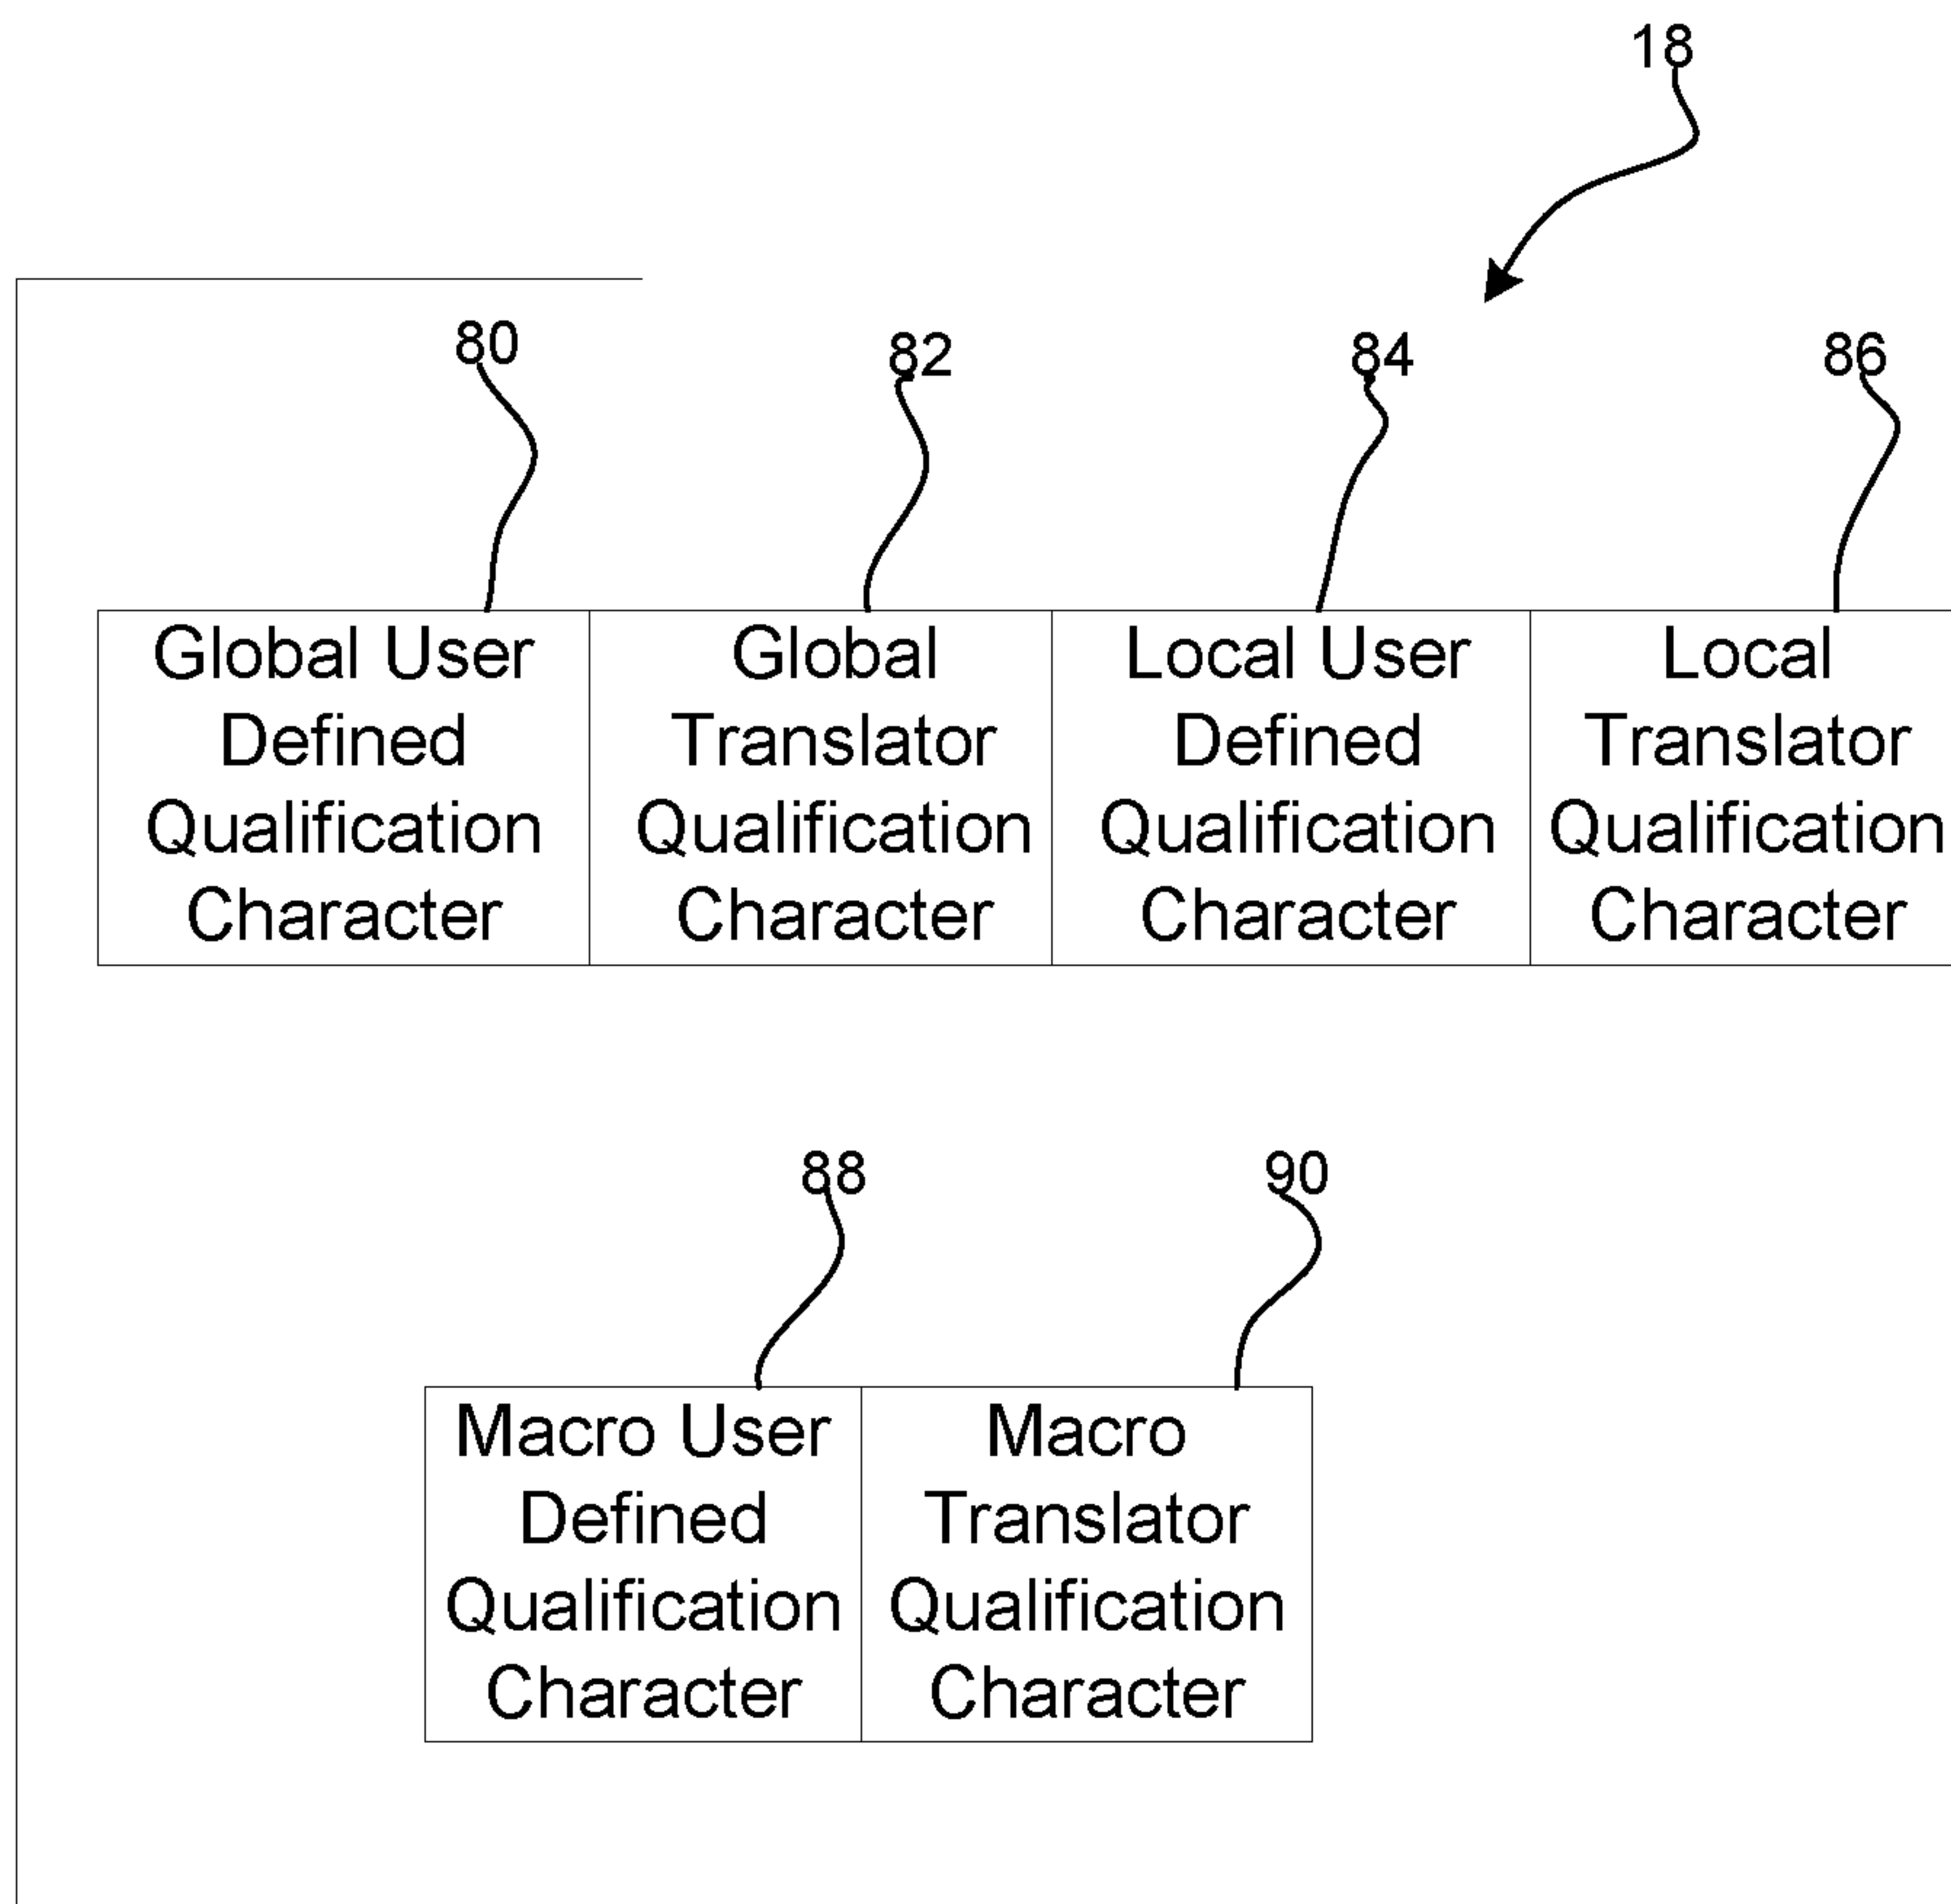 18
80
82
84
86
Global User
Defined
Qualification
Character
Global
Translator
Qualification
Character
Local User
Defined
Qualification
Character
Local
Translator
Qualification
Character
88
90
Macro User
Defined
Qualification
Character
Macro
Translator
Qualification
Character